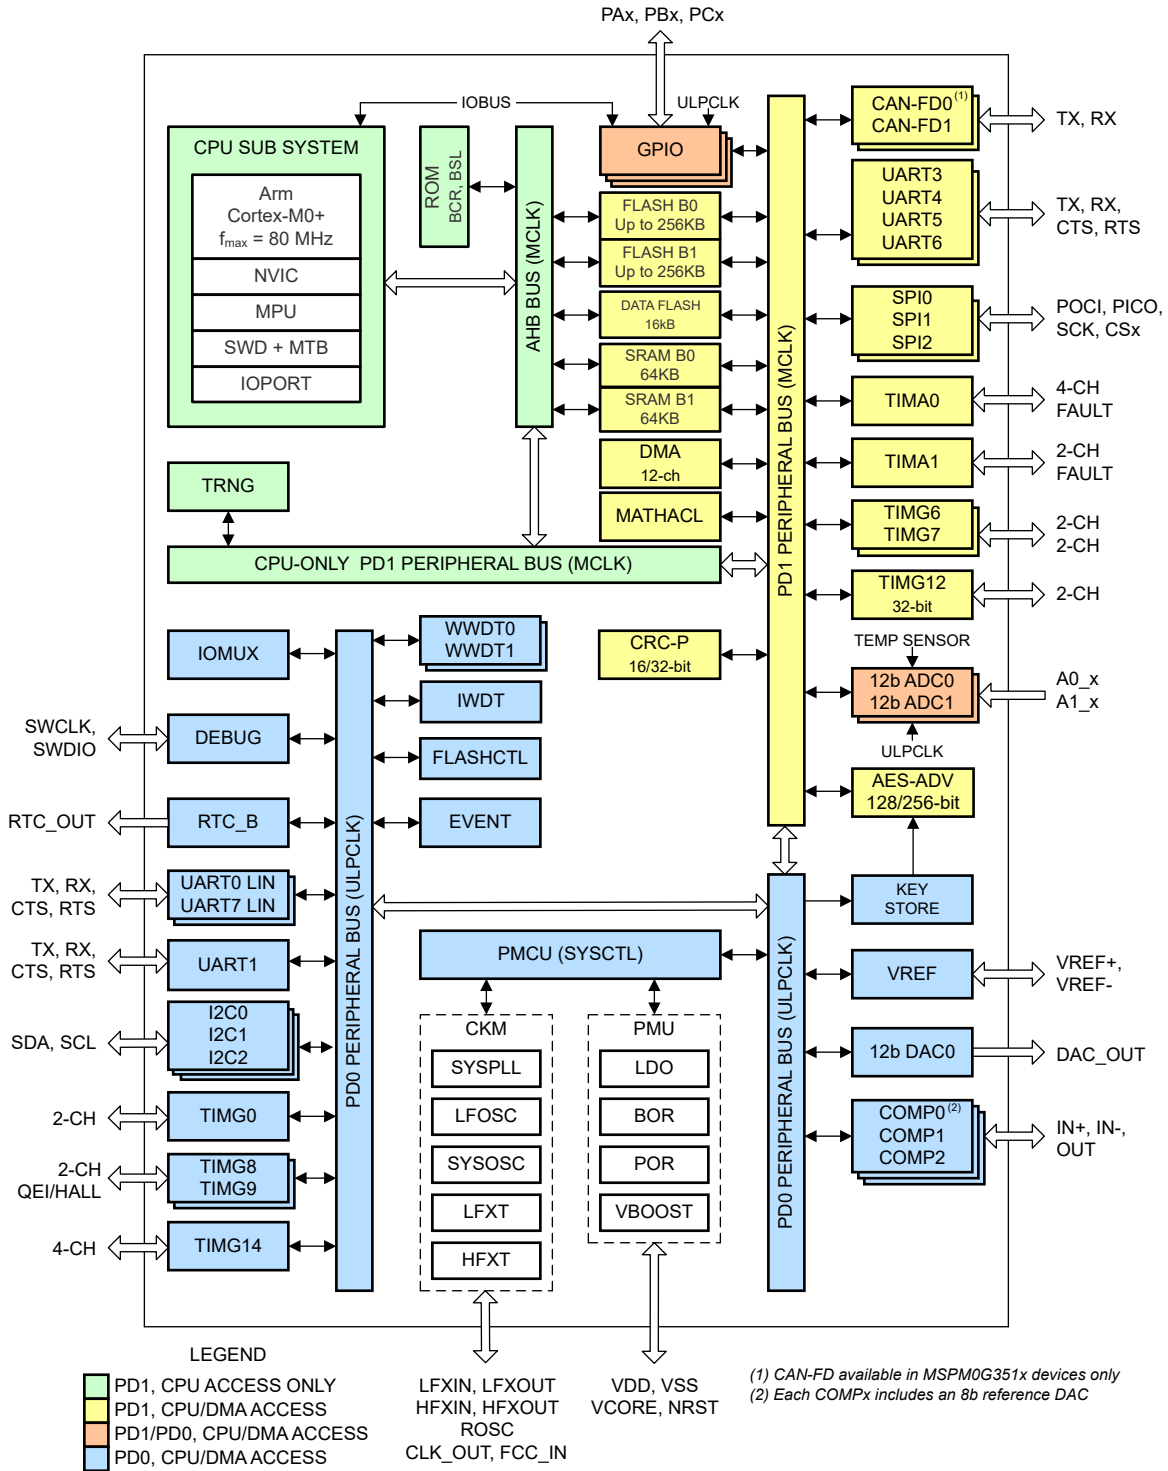 PAx, PBx, PCx
IOBUS
ULPCLK
CPU SUB SYSTEM
Arm
Cortex-M0+
fmax = 80 MHz
NVIC
MPU
SWD + MTB
IOPORT
ROM
BCR, BSL
AHB BUS (MCLK)
GPIO
FLASH B0
Up to 256KB
FLASH B1
Up to 256KB
DATA FLASH
16kB
SRAM B0
64KB
SRAM B1
64KB
DMA
12-ch
MATHACL
PD1 PERIPHERAL BUS (MCLK)
CAN-FD0(1)
CAN-FD1
TX, RX
UART3
UART4
UART5
UART6
TX, RX,
CTS, RTS
SPI0
SPI1
SPI2
POCI, PICO,
SCK, CSx
TIMA0
4-CH
FAULT
TIMA1
2-CH
FAULT
TIMG6
TIMG7
2-CH
2-CH
TIMG12
32-bit
2-CH
TRNG
CPU-ONLY PD1 PERIPHERAL BUS (MCLK)
CRC-P
16/32-bit
TEMP SENSOR
12b ADC0
12b ADC1
A0_x
A1_x
ULPCLK
AES-ADV
128/256-bit
KEY
STORE
IOMUX
WWDT0
WWDT1
IWDT
SWCLK,
SWDIO
DEBUG
FLASHCTL
RTC_OUT
RTC_B
EVENT
PD0 PERIPHERAL BUS (ULPCLK)
TX, RX,
CTS, RTS
UART0 LIN
UART7 LIN
TX, RX,
CTS, RTS
UART1
SDA, SCL
I2C0
I2C1
I2C2
2-CH
TIMG0
2-CH
QEI/HALL
TIMG8
TIMG9
4-CH
TIMG14
PMCU (SYSCTL)
CKM
SYSPLL
LFOSC
SYSOSC
LFXT
HFXT
PMU
LDO
BOR
POR
VBOOST
PD0 PERIPHERAL BUS (ULPCLK)
VREF
VREF+,
VREF-
12b DAC0
DAC_OUT
COMP0(2)
COMP1
COMP2
IN+, IN-,
OUT
LEGEND
PD1, CPU ACCESS ONLY
PD1, CPU/DMA ACCESS
PD1/PD0, CPU/DMA ACCESS
PD0, CPU/DMA ACCESS
LFXIN, LFXOUT
HFXIN, HFXOUT
ROSC
CLK_OUT, FCC_IN
VDD, VSS
VCORE, NRST
(1) CAN-FD available in MSPM0G351x devices only
(2) Each COMPx includes an 8b reference DAC